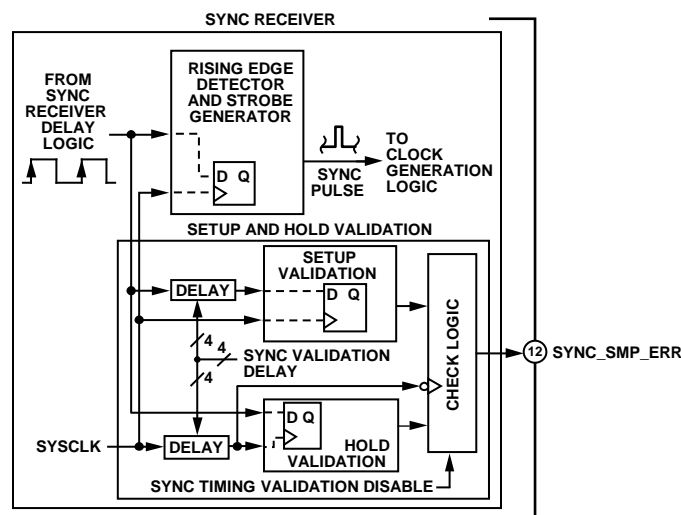 SYNC RECEIVER
FROM
SYNC
RECEIVER
DELAY
LOGIC
RISING EDGE
DETECTOR
AND STROBE
GENERATOR
D Q
SYNC
PULSE
TO
CLOCK
GENERATION
LOGIC
SETUP AND HOLD VALIDATION
DELAY
SETUP
VALIDATION
D Q
CHECK LOGIC
12 SYNC_SMP_ERR
4
4
4
SYNC VALIDATION
DELAY
SYSCLK
DELAY
D Q
HOLD
VALIDATION
SYNC TIMING VALIDATION DISABLE